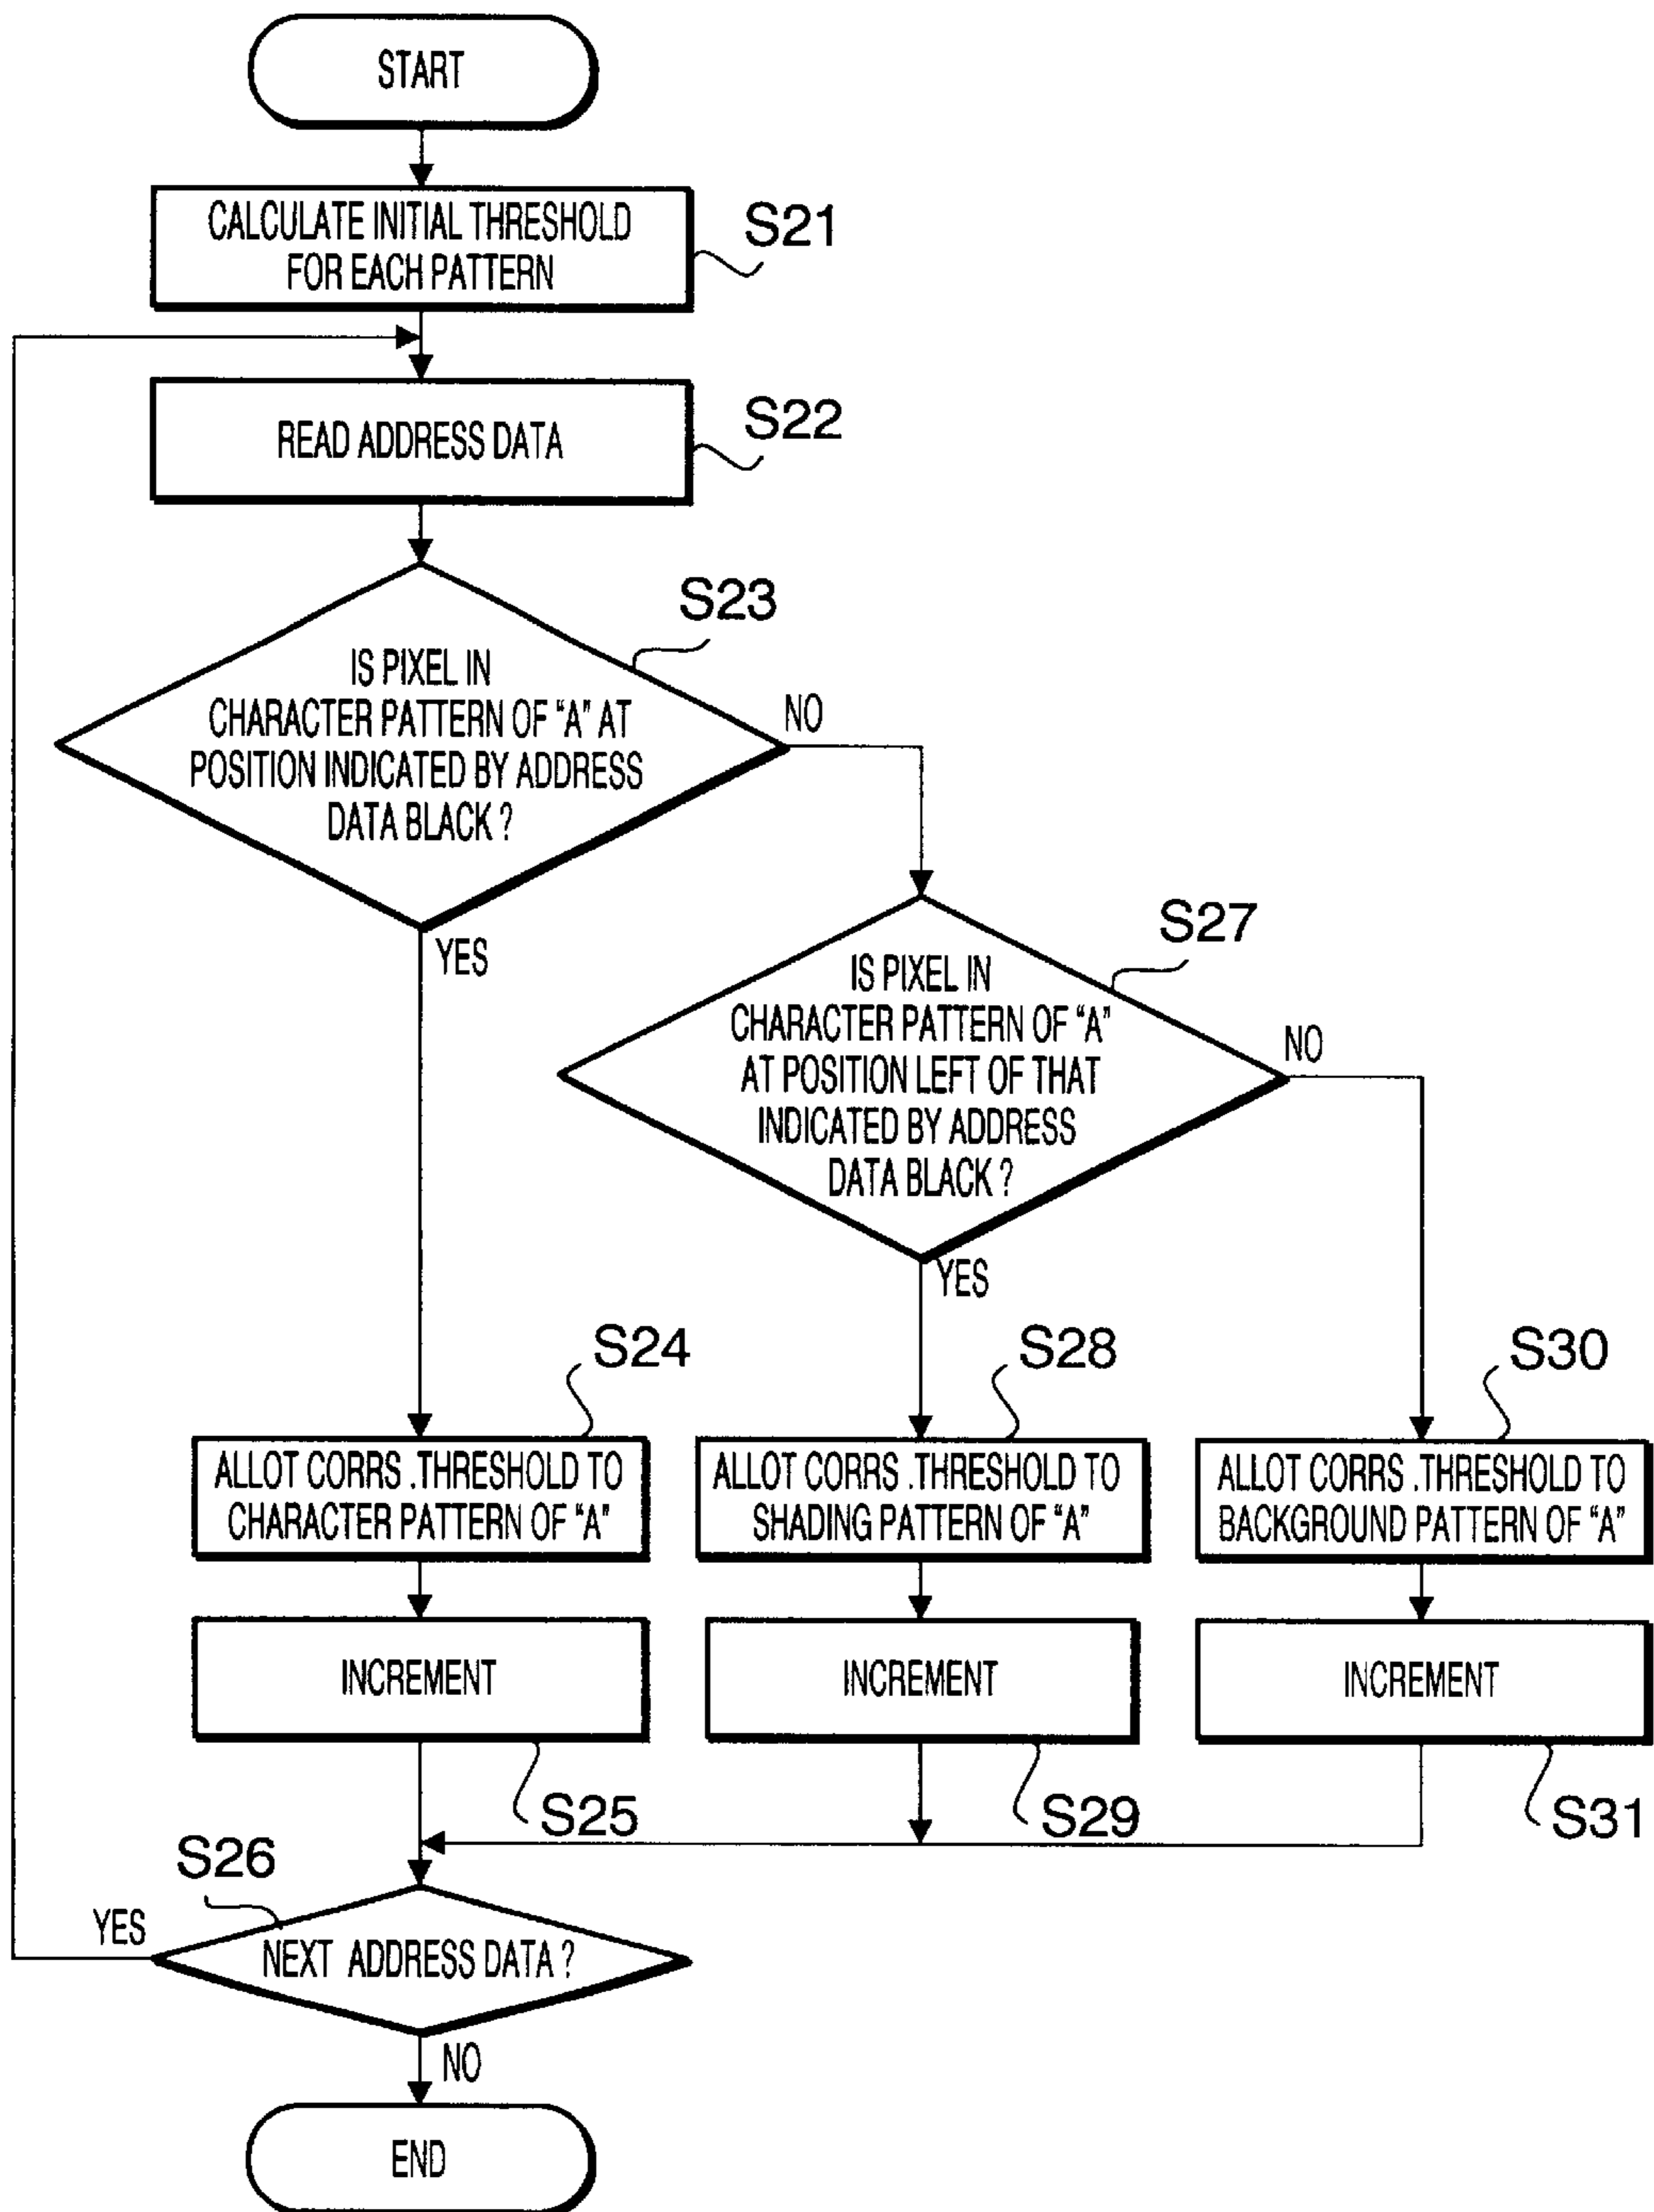 START
CALCULATE INITIAL THRESHOLD
FOR EACH PATTERN
S21
READ ADDRESS DATA
S22
S23
IS PIXEL IN
CHARACTER PATTERN OF "A" AT
POSITION INDICATED BY ADDRESS
DATA BLACK ?
NO
YES
S27
IS PIXEL IN
CHARACTER PATTERN OF "A"
AT POSITION LEFT OF THAT
INDICATED BY ADDRESS
DATA BLACK ?
NO
YES
S24
ALLOT CORRS .THRESHOLD TO
CHARACTER PATTERN OF "A"
S28
ALLOT CORRS .THRESHOLD TO
SHADING PATTERN OF "A"
S30
ALLOT CORRS .THRESHOLD TO
BACKGROUND PATTERN OF "A"
INCREMENT
S25
INCREMENT
S29
INCREMENT
S31
S26
YES
NEXT ADDRESS DATA ?
NO
END